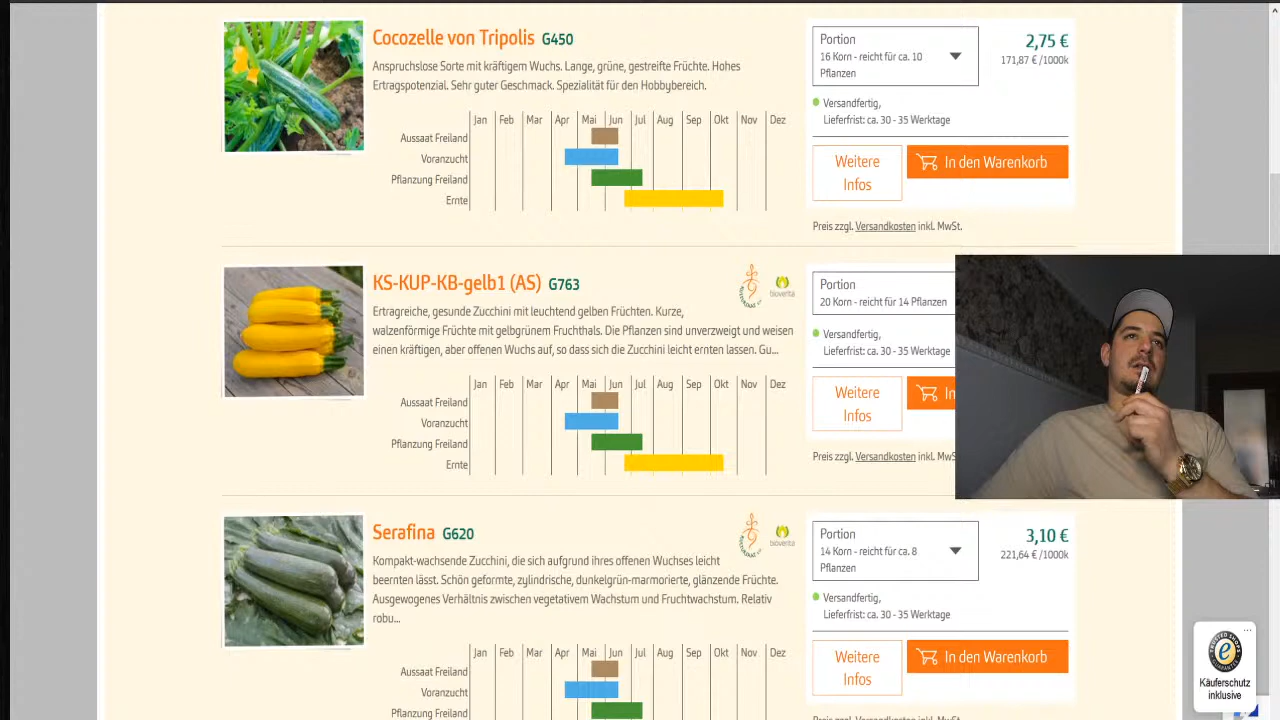 Cocozelle von Tripolis G450
Anspruchslose Sorte mit kräftigem Wuchs. Lange, grüne, gestreifte Früchte. Hohes
Ertragspotenzial. Sehr guter Geschmack. Spezialität für den Hobbybereich.
Jan Feb Mar Apr Mai Jun Jul Aug Sep Okt Nov Dez
Aussaat Freiland
Voranzucht
Pflanzung Freiland
Ernte
Portion
16 Korn - reicht für ca. 10
Pflanzen
2,75 €
171,87 € /1000k
Versandfertig,
Lieferfrist: ca. 30 - 35 Werktage
Weitere
Infos
In den Warenkorb
Preis zzgl. Versandkosten inkl. MwSt.
KS-KUP-KB-gelb1 (AS) G763
bioverita
Ertragreiche, gesunde Zucchini mit leuchtend gelben Früchten. Kurze,
walzenförmige Früchte mit gelbgrünem Fruchthals. Die Pflanzen sind unverzweigt und weisen
einen kräftigen, aber offenen Wuchs auf, so dass sich die Zucchini leicht ernten lassen. Gu...
Jan Feb Mar Apr Mai Jun Jul Aug Sep Okt Nov Dez
Aussaat Freiland
Voranzucht
Pflanzung Freiland
Ernte
Portion
20 Korn - reicht für 14 Pflanzen
Versandfertig,
Lieferfrist: ca. 30 - 35 Werktage
Weitere
Infos
In
Preis zzgl. Versandkosten inkl. MwS
Serafina G620
bioverita
Kompakt-wachsende Zucchini, die sich aufgrund ihres offenen Wuchses leicht
beernten lässt. Schön geformte, zylindrische, dunkelgrün-marmorierte, glänzende Früchte.
Ausgewogenes Verhältnis zwischen vegetativem Wachstum und Fruchtwachstum. Relativ
robu...
Jan Feb Mar Apr Mai Jun Jul Aug Sep Okt Nov Dez
Aussaat Freiland
Voranzucht
Pflanzung Freiland
Portion
14 Korn - reicht für ca. 8
Pflanzen
3,10 €
221,64 € /1000k
Versandfertig,
Lieferfrist: ca. 30 - 35 Werktage
Weitere
Infos
In den Warenkorb
Preis zzgl. Versandkosten inkl. MwSt.
Käuferschutz
inklusive